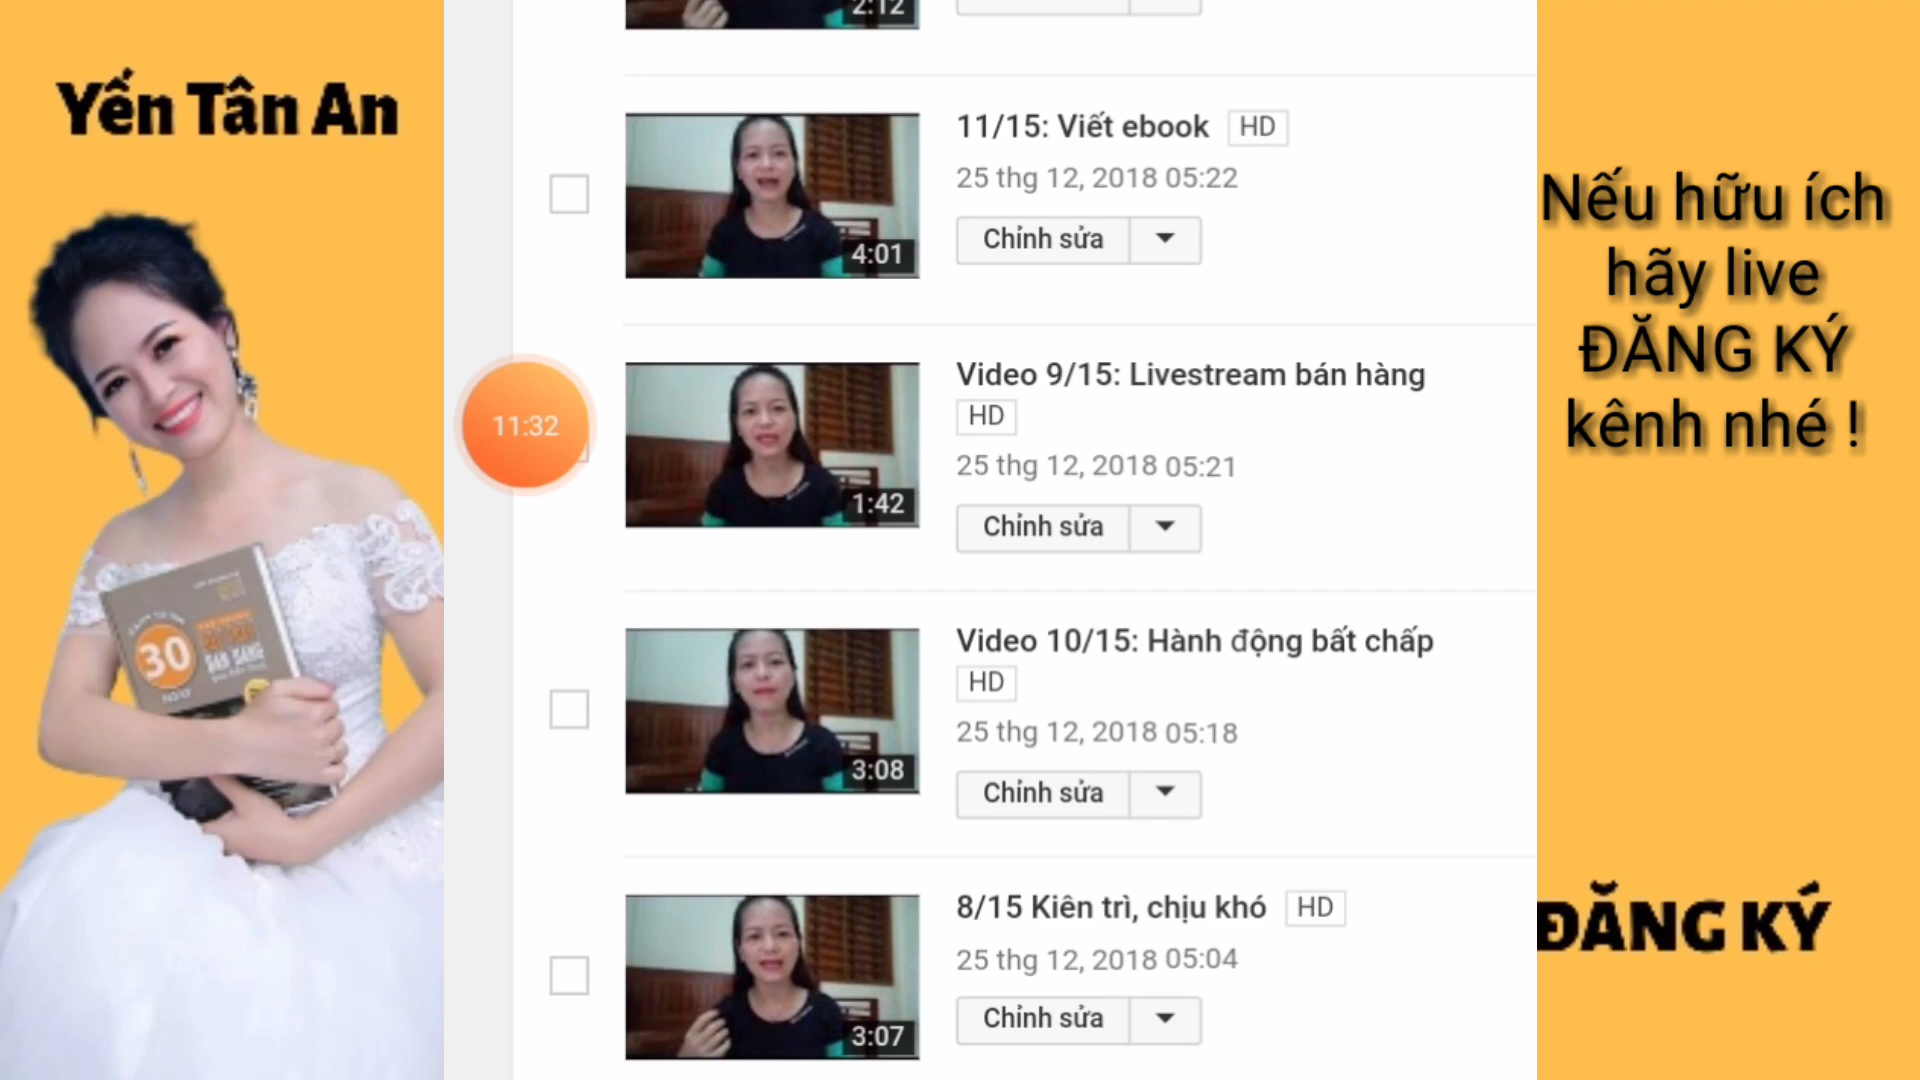 Yến Tân An
30
2:12
11/15: Viết ebook HD
25 thg 12, 2018 05:22
Chỉnh sửa
4:01
11:32
Video 9/15: Livestream bán hàng
HD
25 thg 12, 2018 05:21
Chỉnh sửa
1:42
Video 10/15: Hành động bất chấp
HD
25 thg 12, 2018 05:18
Chỉnh sửa
3:08
8/15 Kiên trì, chịu khó HD
25 thg 12, 2018 05:04
Chỉnh sửa
3:07
Nếu hữu ích
hãy live
ĐĂNG KÝ
kênh nhé !
ĐĂNG KÝ